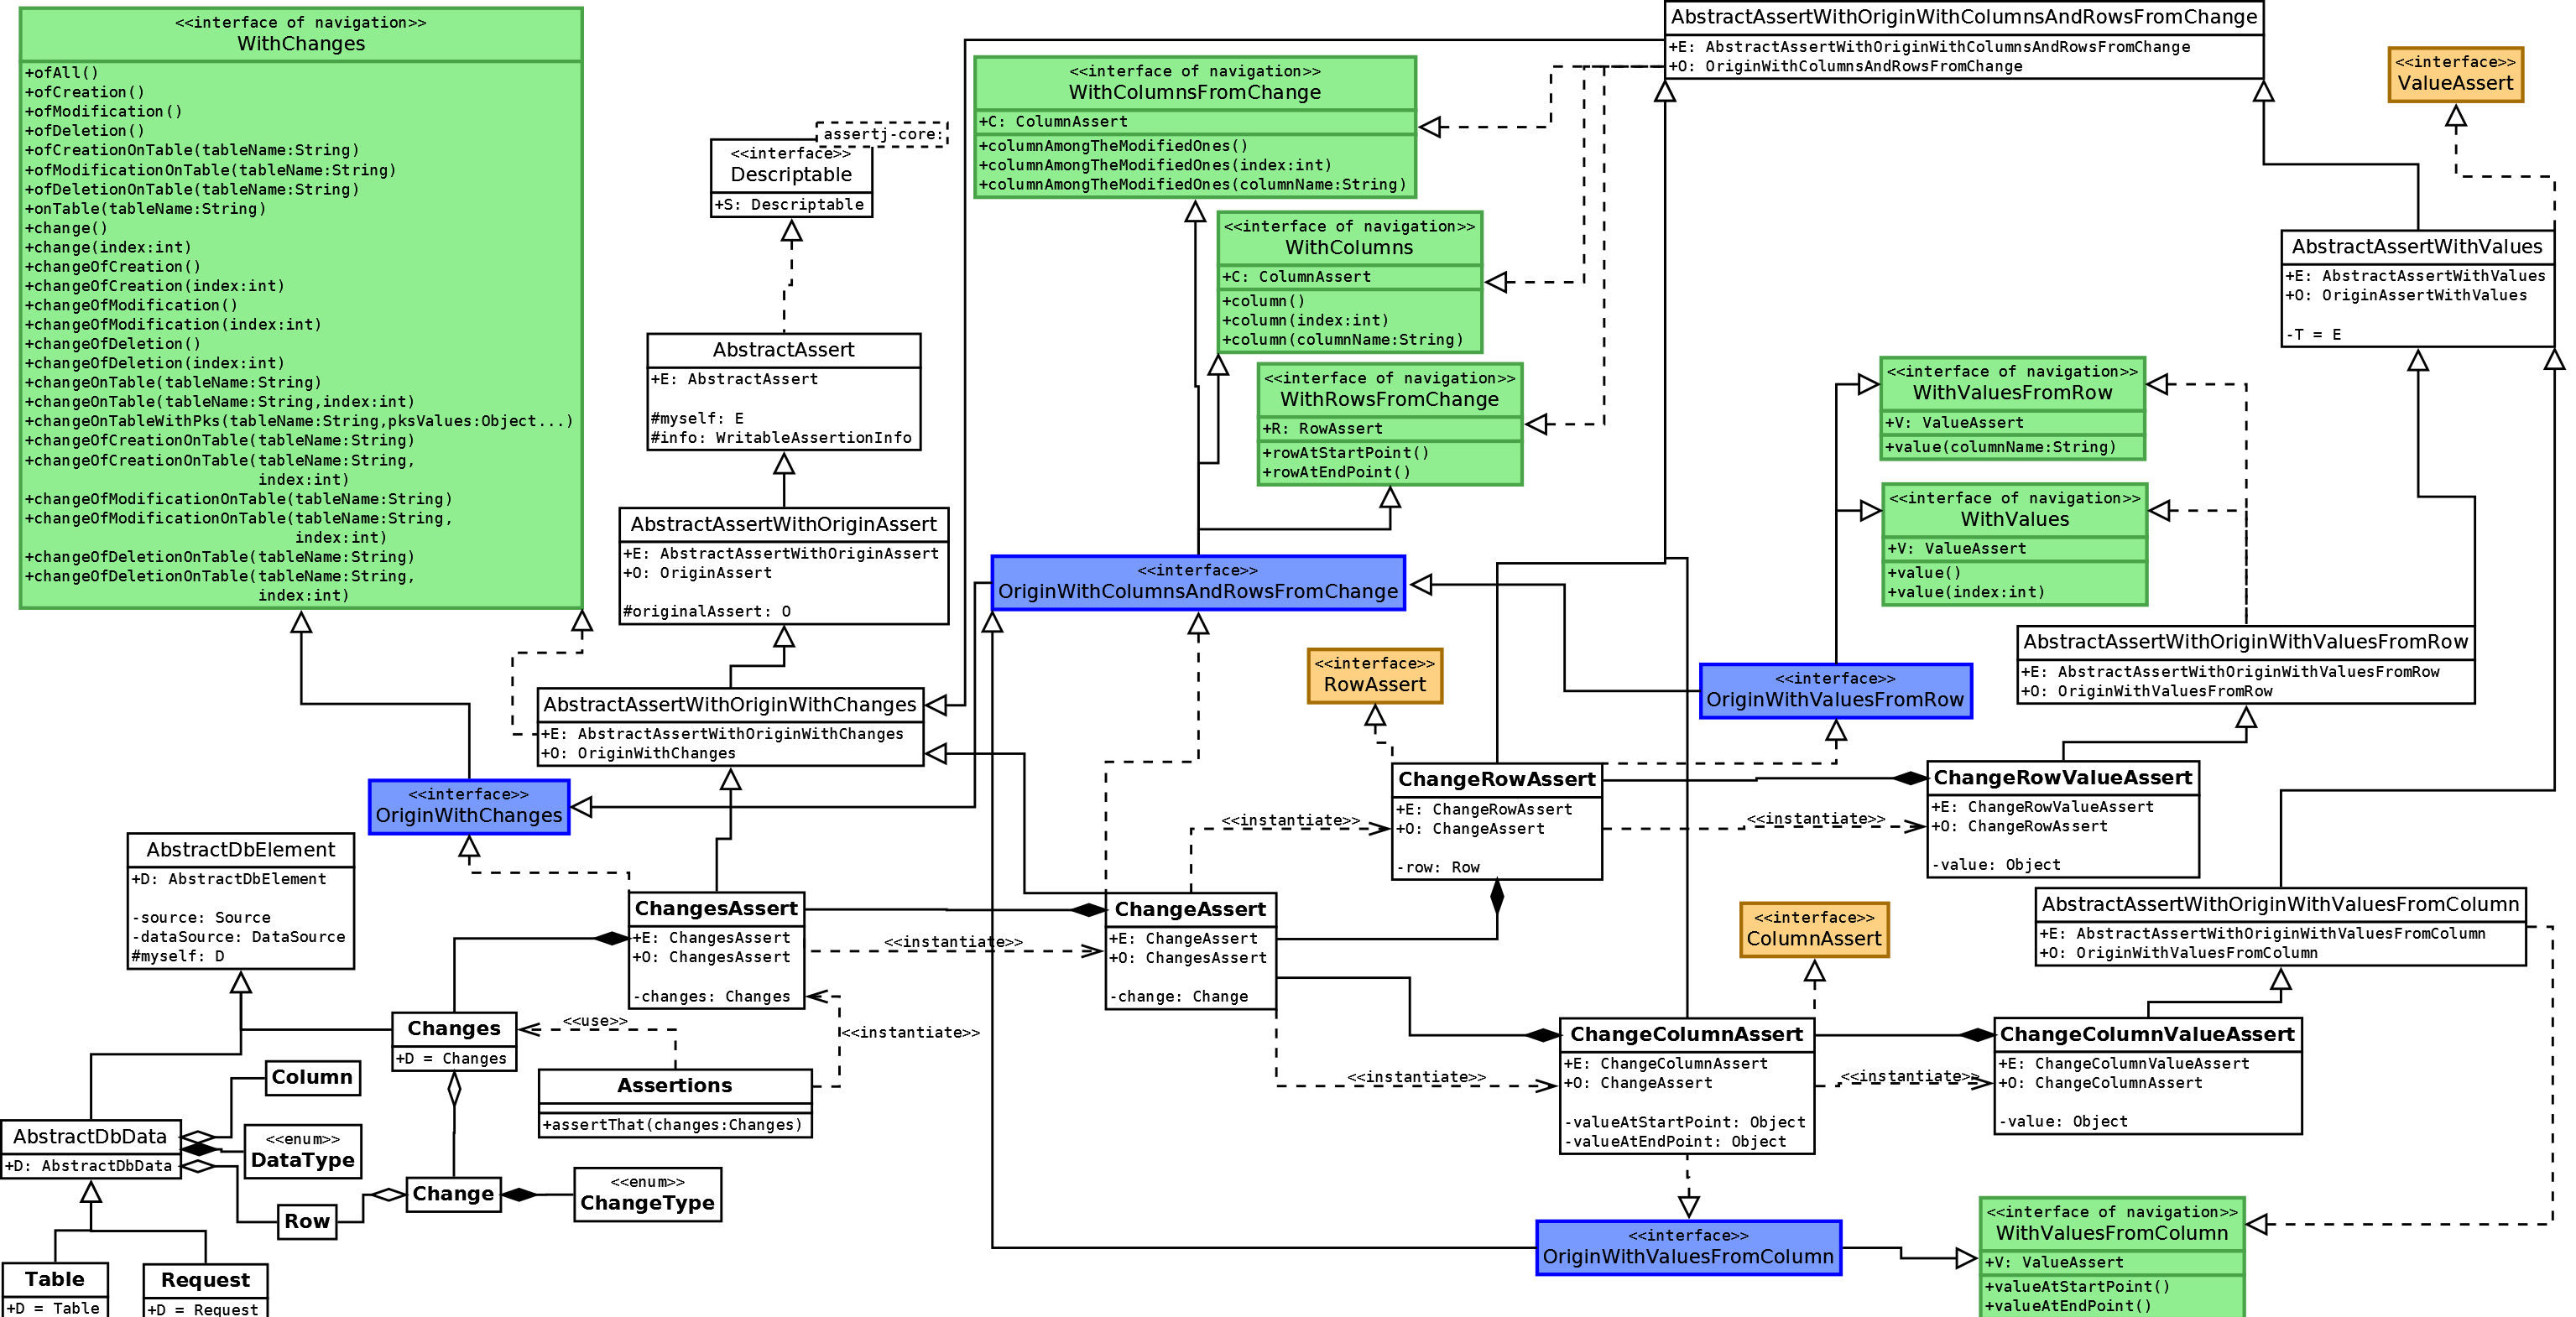 <<interface of navigation>>
WithChanges
+ofAll()
+ofCreation()
+ofModification()
+ofDeletion()
+ofCreationOnTable(tableName:String)
+ofModificationOnTable(tableName:String)
+ofDeletionOnTable(tableName:String)
+onTable(tableName:String)
+change()
+change(index:int)
+changeOfCreation()
+changeOfCreation(index:int)
+changeOfModification()
+changeOfModification(index:int)
+changeOfDeletion()
+changeOfDeletion(index:int)
+changeOnTable(tableName:String)
+changeOnTable(tableName:String,index:int)
+changeOnTableWithPks(tableName:String,pksValues:Object...)
+changeOfCreationOnTable(tableName:String)
+changeOfCreationOnTable(tableName:String,
index:int)
+changeOfModificationOnTable(tableName:String)
+changeOfModificationOnTable(tableName:String,
index:int)
+changeOfDeletionOnTable(tableName:String)
+changeOfDeletionOnTable(tableName:String,
index:int)
assertj-core:
<<interface>>
Descriptable
+S: Descriptable
AbstractAssert
+E: AbstractAssert
#myself: E
#info: WritableAssertionInfo
AbstractAssertWithOriginAssert
+E: AbstractAssertWithOriginAssert
+O: OriginAssert
#originalAssert: O
AbstractAssertWithOriginWithChanges
+E: AbstractAssertWithOriginWithChanges
+O: OriginWithChanges
<<interface of navigation>>
WithColumnsFromChange
+C: ColumnAssert
+columnAmongTheModifiedOnes()
+columnAmongTheModifiedOnes(index:int)
+columnAmongTheModifiedOnes(columnName:String)
<<interface of navigation>>
WithColumns
+C: ColumnAssert
+column()
+column(index:int)
+column(columnName:String)
<<interface of navigation>>
WithRowsFromChange
+R: RowAssert
+rowAtStartPoint()
+rowAtEndPoint()
AbstractAssertWithOriginWithColumnsAndRowsFromChange
+E: AbstractAssertWithOriginWithColumnsAndRowsFromChange
+O: OriginWithColumnsAndRowsFromChange
<<interface>>
ValueAssert
AbstractAssertWithValues
+E: AbstractAssertWithValues
+O: OriginAssertWithValues
-T = E
<<interface of navigation>>
WithValuesFromRow
+V: ValueAssert
+value(columnName:String)
<<interface of navigation>>
WithValues
+V: ValueAssert
+value()
+value(index:int)
<<interface>>
OriginWithColumnsAndRowsFromChange
<<interface>>
RowAssert
<<interface>>
OriginWithValuesFromRow
AbstractAssertWithOriginWithValuesFromRow
+E: AbstractAssertWithOriginWithValuesFromRow
+O: OriginWithValuesFromRow
<<interface>>
OriginWithChanges
ChangeRowAssert
+E: ChangeRowAssert
+O: ChangeAssert
-row: Row
<<instantiate>>
<<instantiate>>
ChangeRowValueAssert
+E: ChangeRowValueAssert
+O: ChangeRowAssert
-value: Object
AbstractDbElement
+D: AbstractDbElement
-source: Source
-dataSource: DataSource
#myself: D
ChangesAssert
+E: ChangesAssert
+O: ChangesAssert
-changes: Changes
<<instantiate>>
ChangeAssert
+E: ChangeAssert
+O: ChangesAssert
-change: Change
<<interface>>
ColumnAssert
AbstractAssertWithOriginWithValuesFromColumn
+E: AbstractAssertWithOriginWithValuesFromColumn
+O: OriginWithValuesFromColumn
Changes
+D = Changes
<<use>>
<<instantiate>>
Assertions
+assertThat(changes:Changes)
<<instantiate>>
ChangeColumnAssert
+E: ChangeColumnAssert
+O: ChangeAssert
-valueAtStartPoint: Object
-valueAtEndPoint: Object
<<instantiate>>
ChangeColumnValueAssert
+E: ChangeColumnValueAssert
+O: ChangeColumnAssert
-value: Object
Column
AbstractDbData
+D: AbstractDbData
<<enum>>
DataType
Row
Change
<<enum>>
ChangeType
Table
+D = Table
Request
+D = Request
<<interface>>
OriginWithValuesFromColumn
<<interface of navigation>>
WithValuesFromColumn
+V: ValueAssert
+valueAtStartPoint()
+valueAtEndPoint()